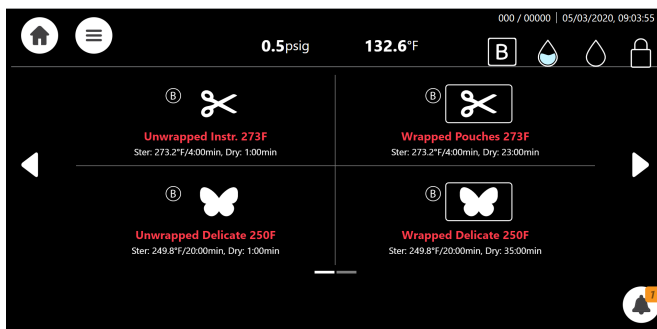 000 / 00000 | 05/03/2020, 09:03:55
0.5psig 132.6°F B
B
Unwrapped Instr. 273F
Ster: 273.2°F/4:00min, Dry: 1:00min
B
Wrapped Pouches 273F
Ster: 273.2°F/4:00min, Dry: 23:00min
B
Unwrapped Delicate 250F
Ster: 249.8°F/20:00min, Dry: 1:00min
B
Wrapped Delicate 250F
Ster: 249.8°F/20:00min, Dry: 35:00min